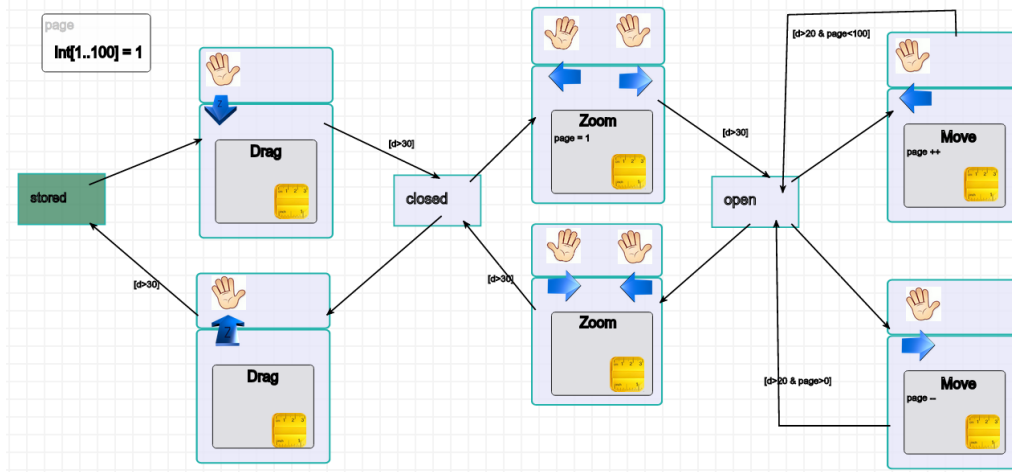 page
Int[1..100] = 1
stored
Z
Drag
[d>30]
closed
Zoom
page = 1
[d>30]
open
[d>20 & page<100]
Move
page ++
[d>30]
Z
Drag
[d>30]
Zoom
[d>20 & page>0]
Move
page --